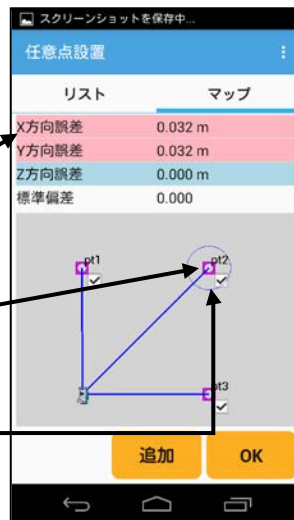 スクリーンショットを保存中...
任意点設置
リスト マップ
X方向誤差 0.032 m
Y方向誤差 0.032 m
Z方向誤差 0.000 m
標準偏差 0.000
pt1 pt2
pt3
追加 OK